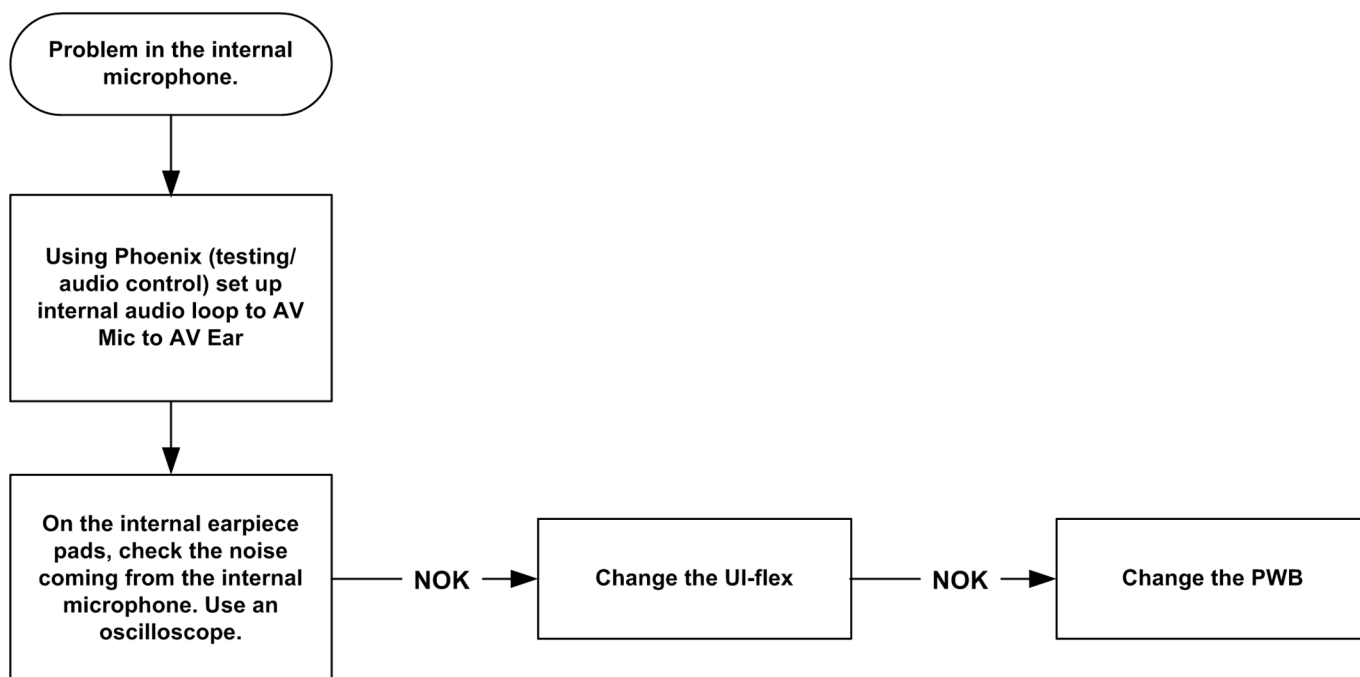 Problem in the internal
microphone.
Using Phoenix (testing/
audio control) set up
internal audio loop to AV
Mic to AV Ear
On the internal earpiece
pads, check the noise
coming from the internal
microphone. Use an
oscilloscope.
NOK
Change the UI-flex
NOK
Change the PWB